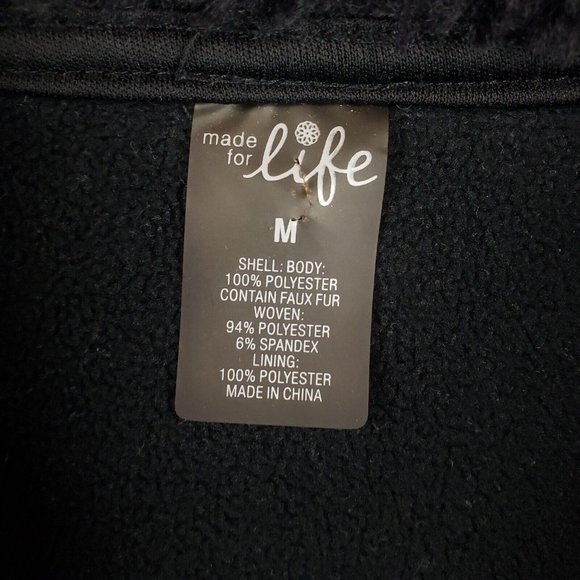 made
for life
M
SHELL: BODY:
100% POLYESTER
CONTAIN FAUX FUR
WOVEN:
94% POLYESTER
6% SPANDEX
LINING:
100% POLYESTER
MADE IN CHINA